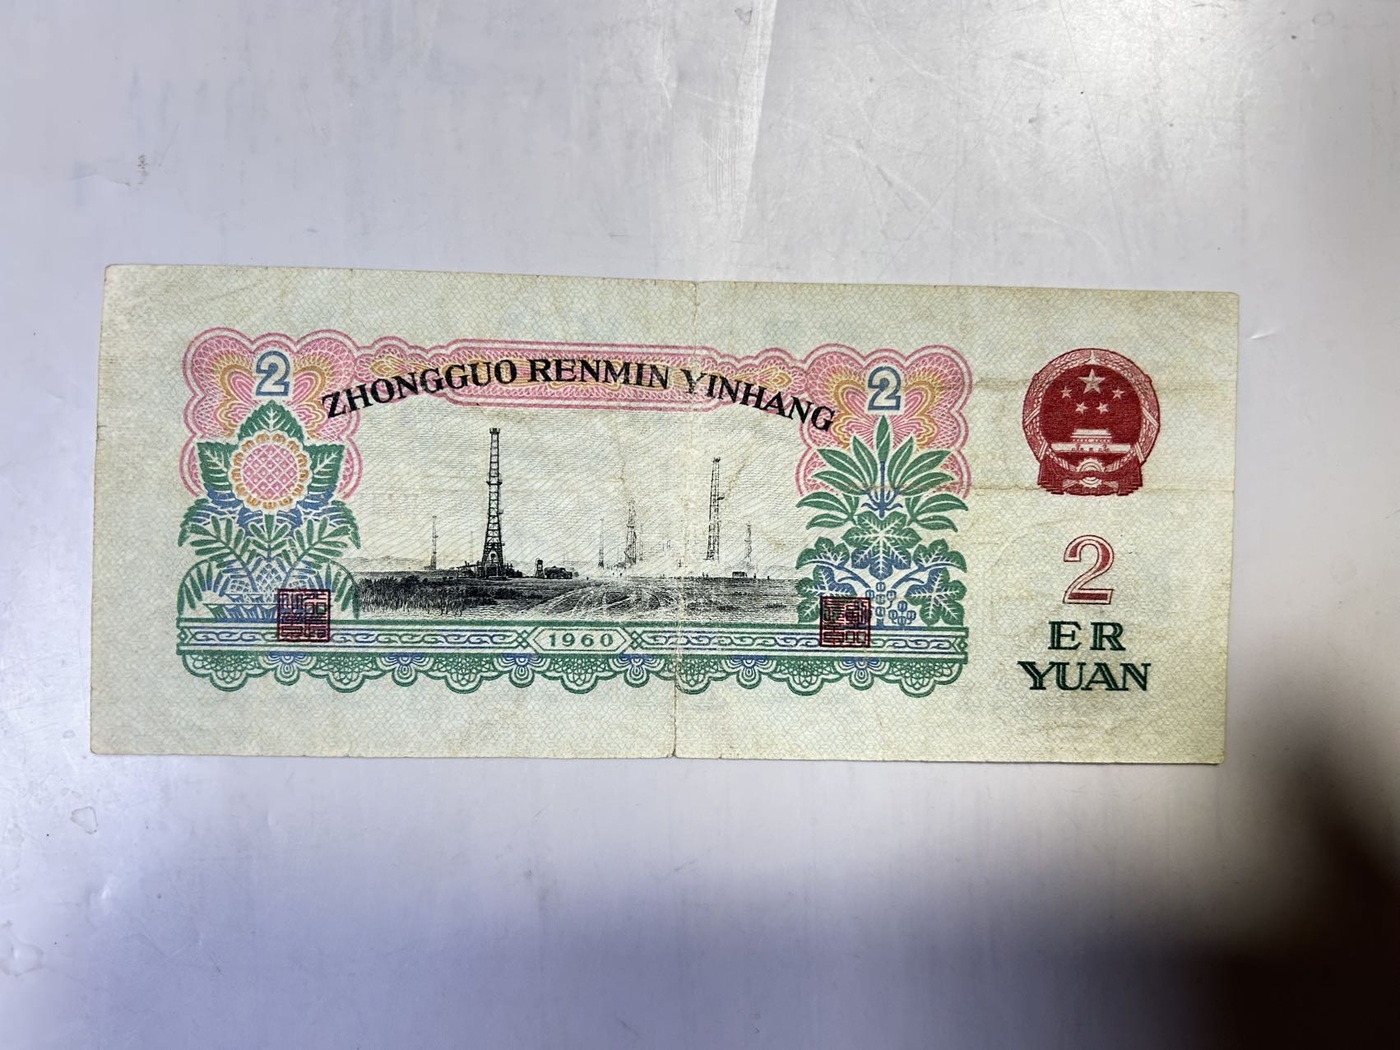 2
2
ZHONGGUO RENMIN YINHANG
1960
2
ER
YUAN